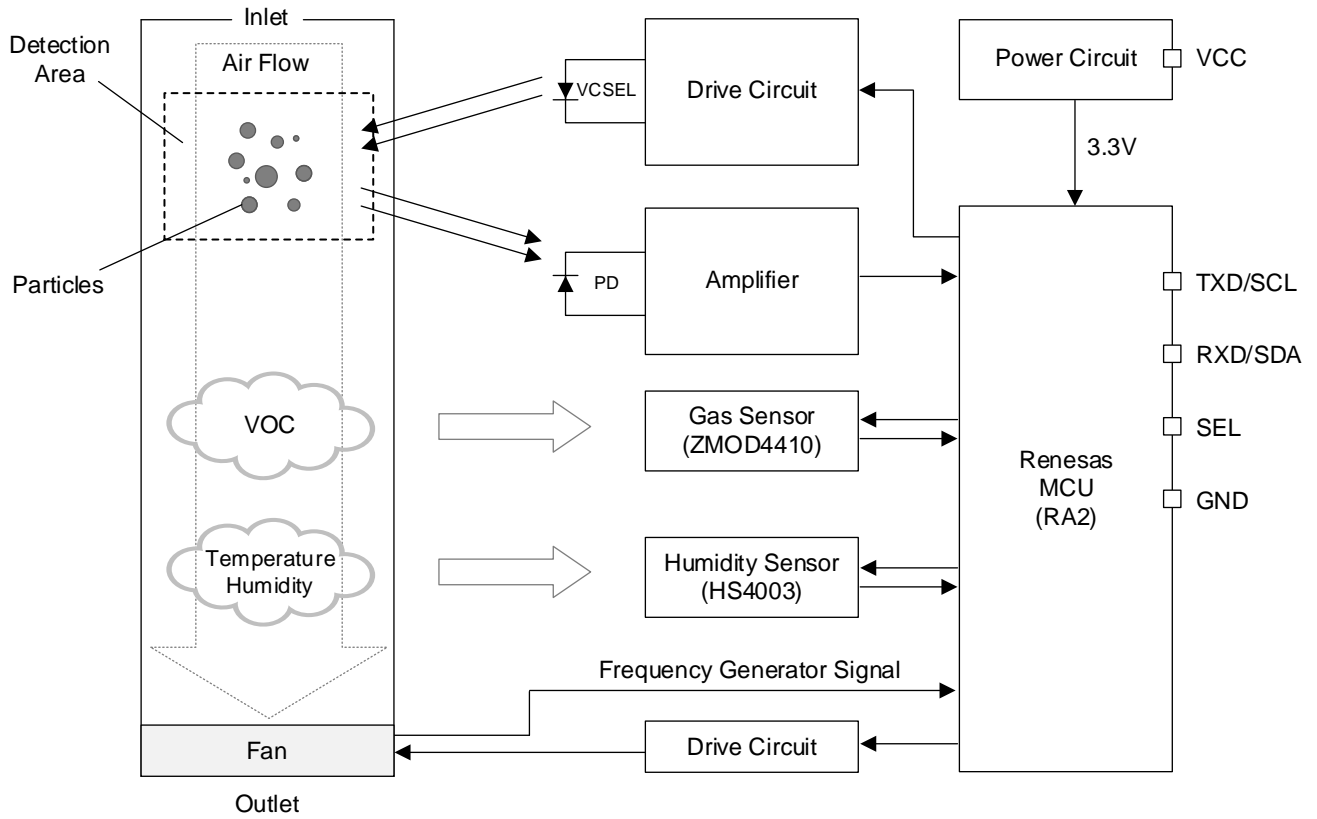 Inlet
Detection
Area
Air Flow
Particles
VOC
Temperature
Humidity
Fan
Outlet
VCSEL
Drive Circuit
PD
Amplifier
Gas Sensor
(ZMOD4410)
Humidity Sensor
(HS4003)
Frequency Generator Signal
Drive Circuit
Power Circuit
VCC
3.3V
Renesas
MCU
(RA2)
TXD/SCL
RXD/SDA
SEL
GND